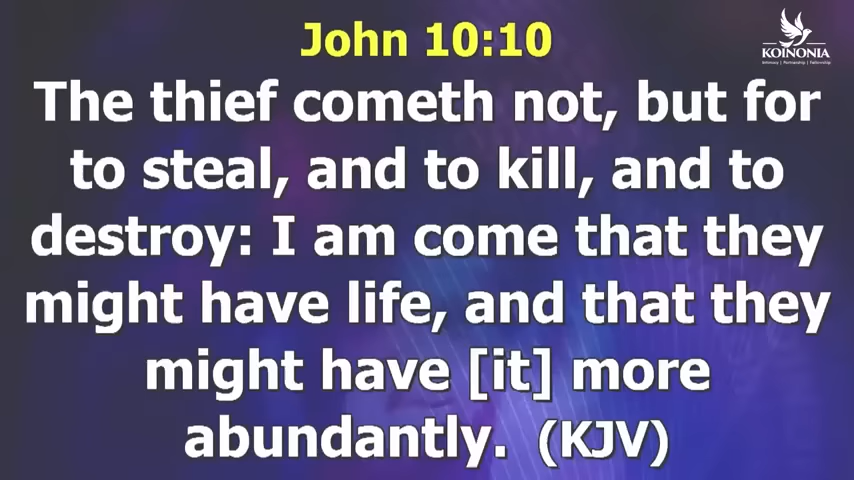 John 10:10
KOINONIA
Intimacy | Partnership | Fellowship
The thief cometh not, but for
to steal, and to kill, and to
destroy: I am come that they
might have life, and that they
might have [it] more
abundantly. (KJV)